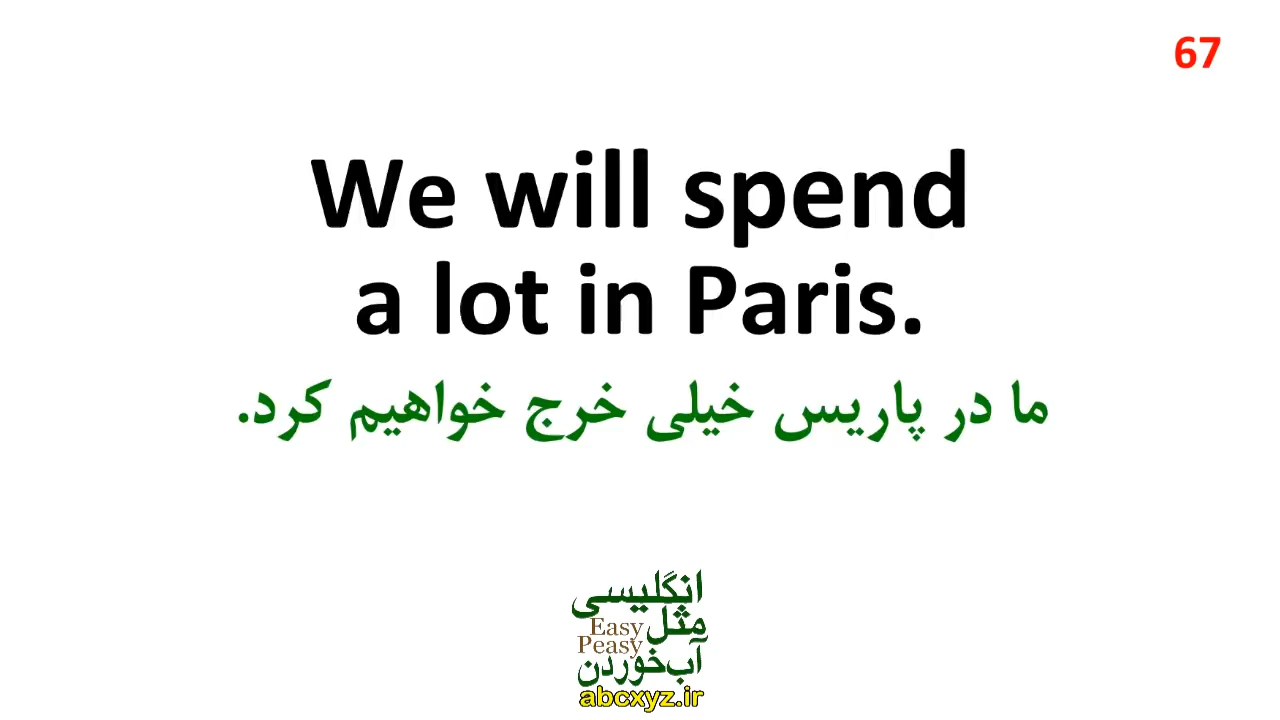 67
We will spend
a lot in Paris.
ما در پاریس خیلی خرج خواهیم کرد.
انگلیسی
مثل
Easy
Peasy
آب‌خوردن
abcxyz.ir